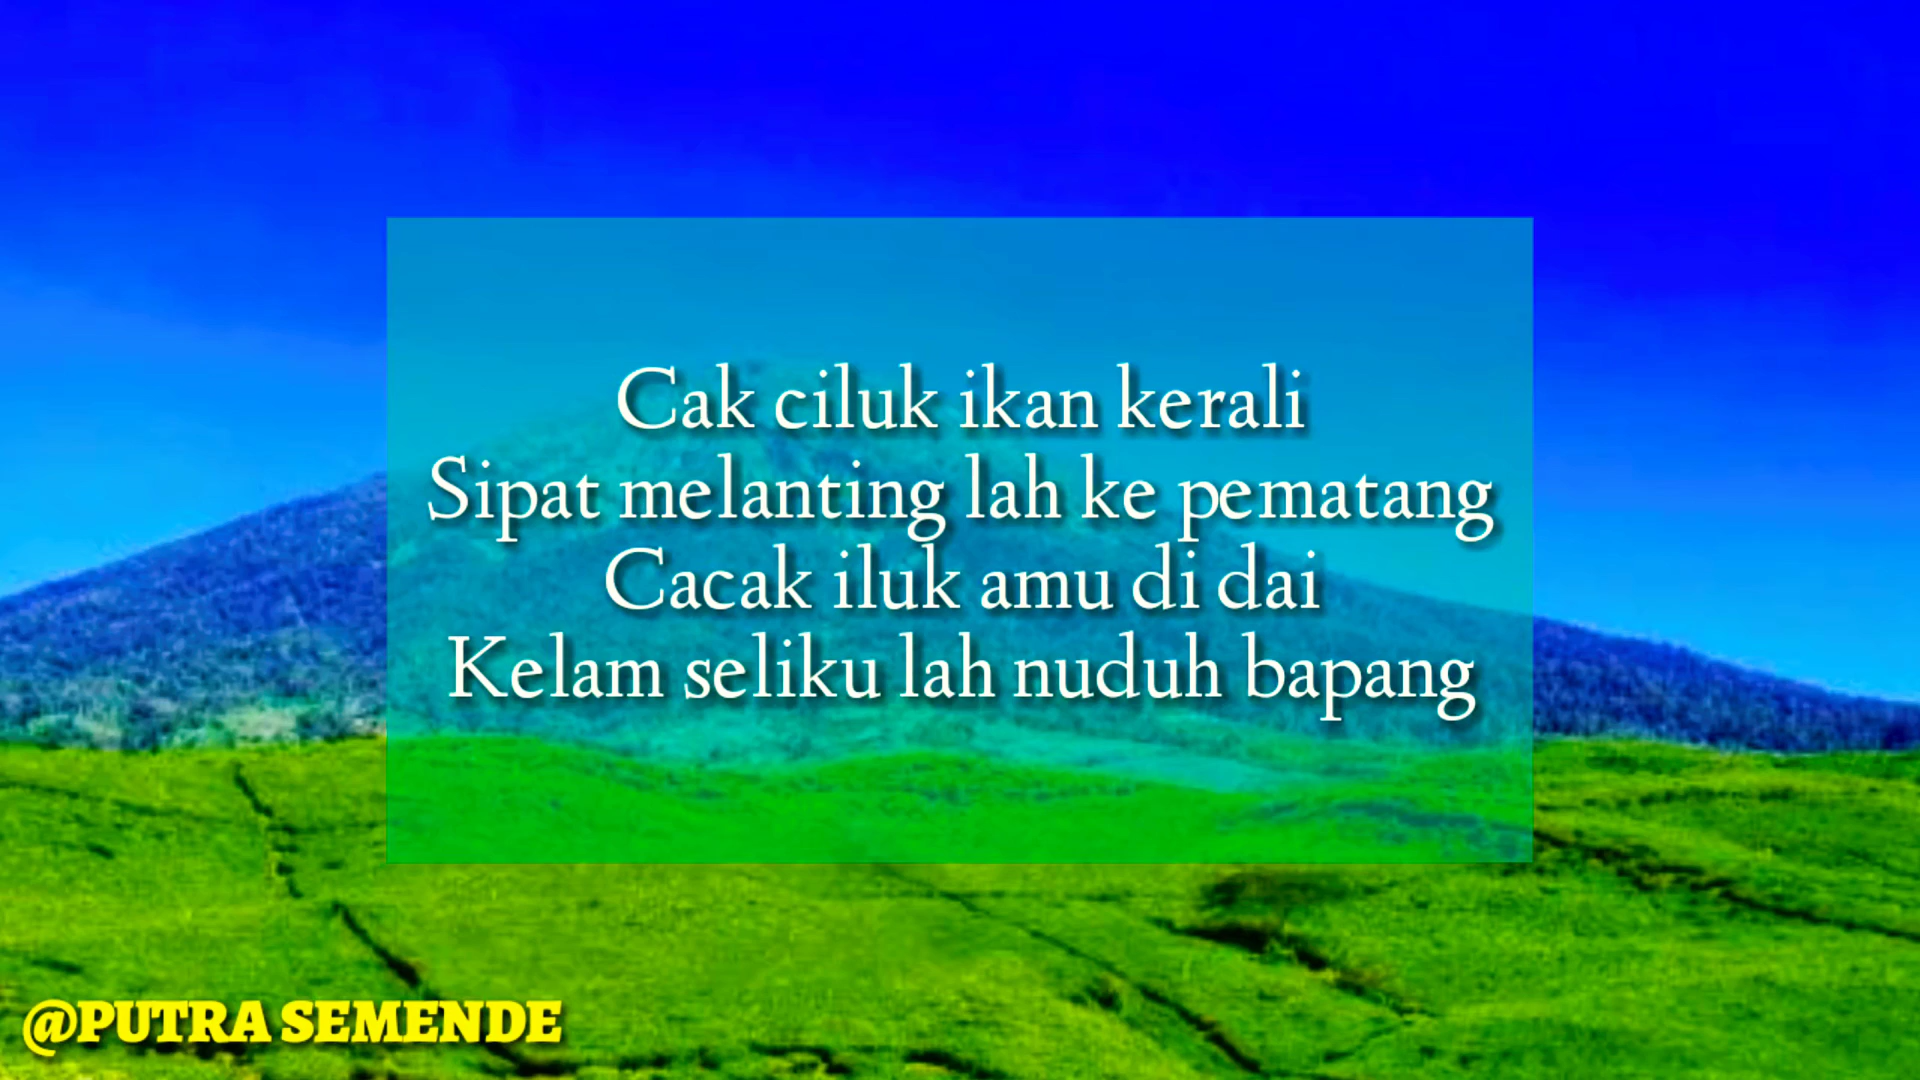 Cak ciluk ikan kerali
Sipat melanting lah ke pematang
Cacak iluk amu di dai
Kelam seliku lah nuduh bapang
@PUTRA SEMENDE